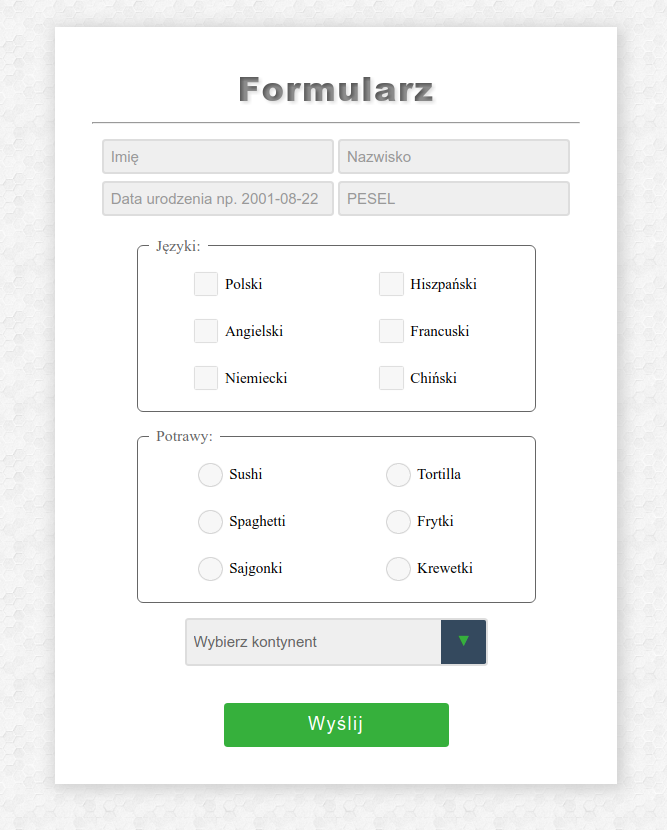 Formularz
Imię Nazwisko
Data urodzenia np. 2001-08-22 PESEL
Języki:
Polski Hiszpański
Angielski Francuski
Niemiecki Chiński
Potrawy:
Sushi Tortilla
Spaghetti Frytki
Sajgonki Krewetki
Wybierz kontynent
Wyślij